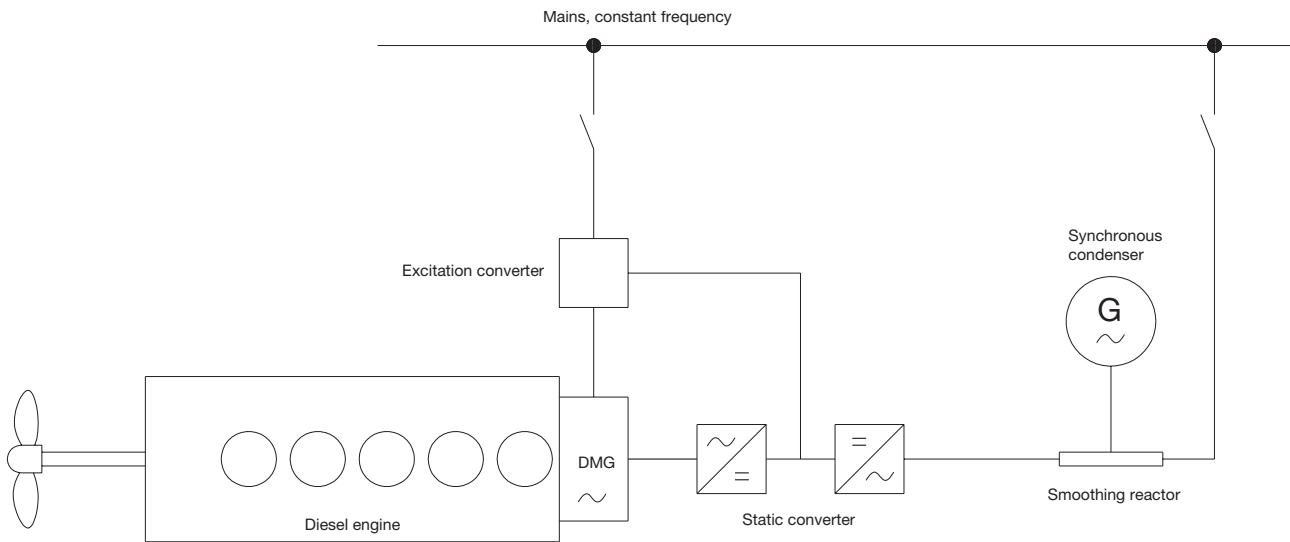 Mains, constant frequency
Synchronous
condenser
Excitation converter
G
DMG
Smoothing reactor
Static converter
Diesel engine